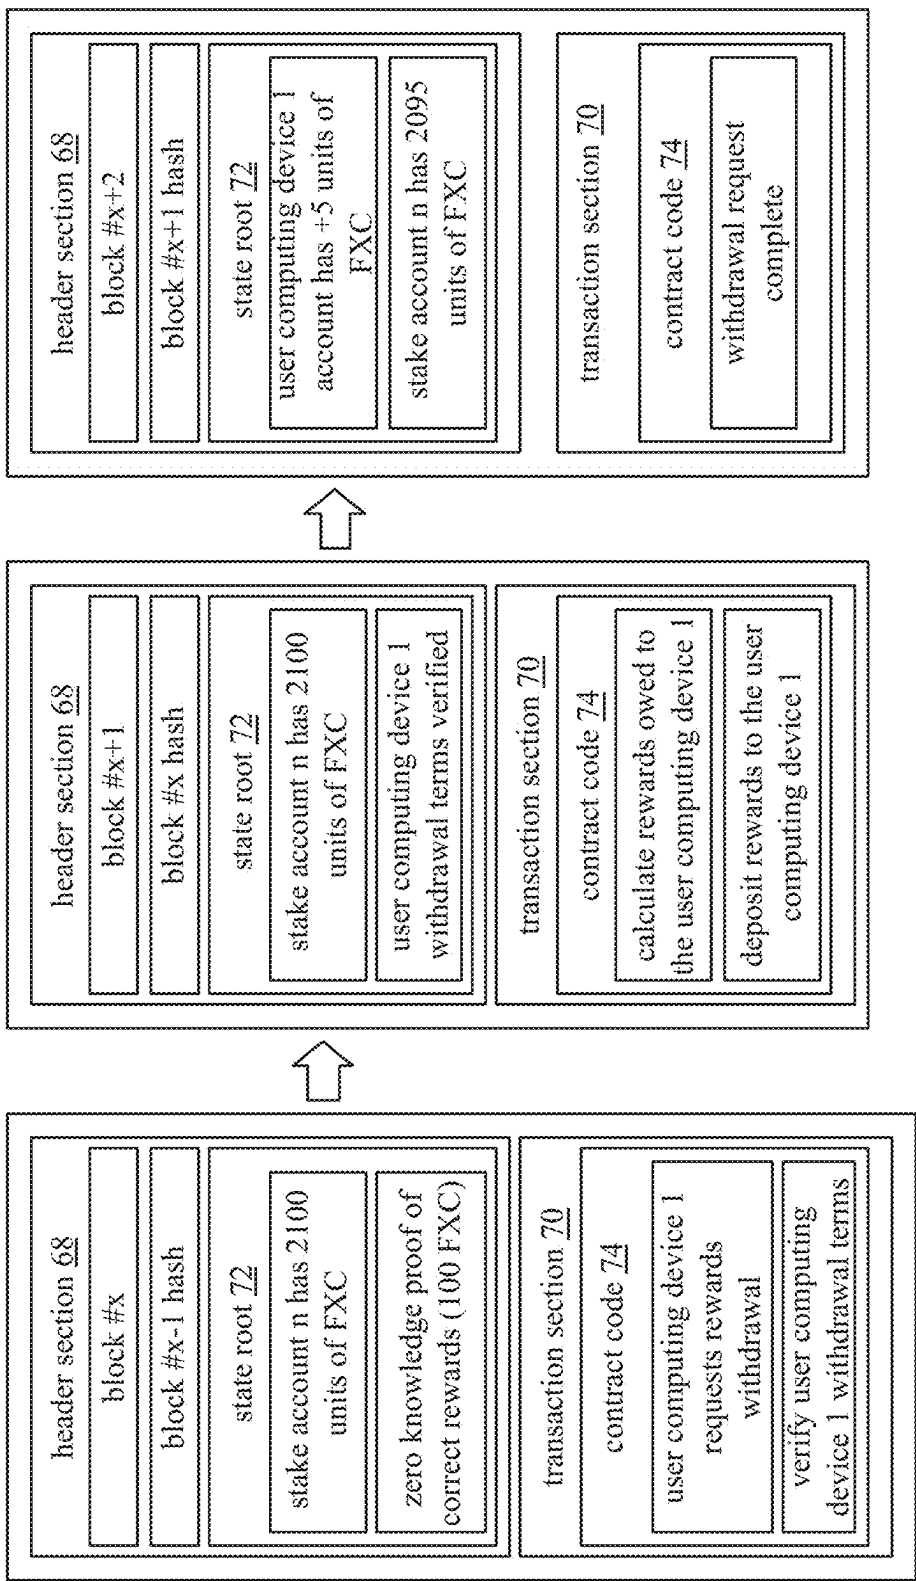 header section 68
block #x
block #x-1 hash
state root 72
stake account n has 2100
units of FXC
zero knowledge proof of
correct rewards (100 FXC)
transaction section 70
contract code 74
user computing device 1
requests rewards
withdrawal
verify user computing
device 1 withdrawal terms
header section 68
block #x+1
block #x hash
state root 72
stake account n has 2100
units of FXC
user computing device 1
withdrawal terms verified
transaction section 70
contract code 74
calculate rewards owed to
the user computing device 1
deposit rewards to the user
computing device 1
header section 68
block #x+2
block #x+1 hash
state root 72
user computing device 1
account has +5 units of
FXC
stake account n has 2095
units of FXC
transaction section 70
contract code 74
withdrawal request
complete